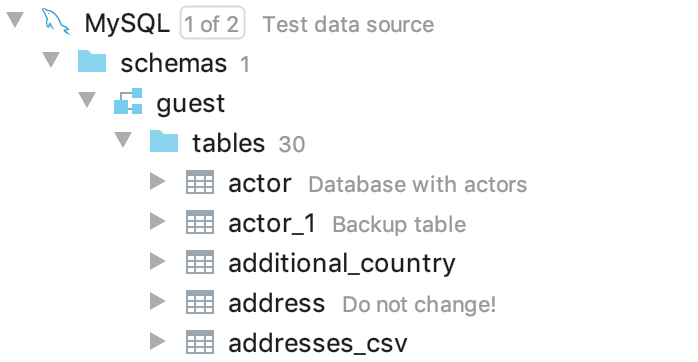 MySQL 1 of 2 Test data source
schemas 1
guest
tables 30
actor Database with actors
actor_1 Backup table
additional_country
address Do not change!
addresses_csv